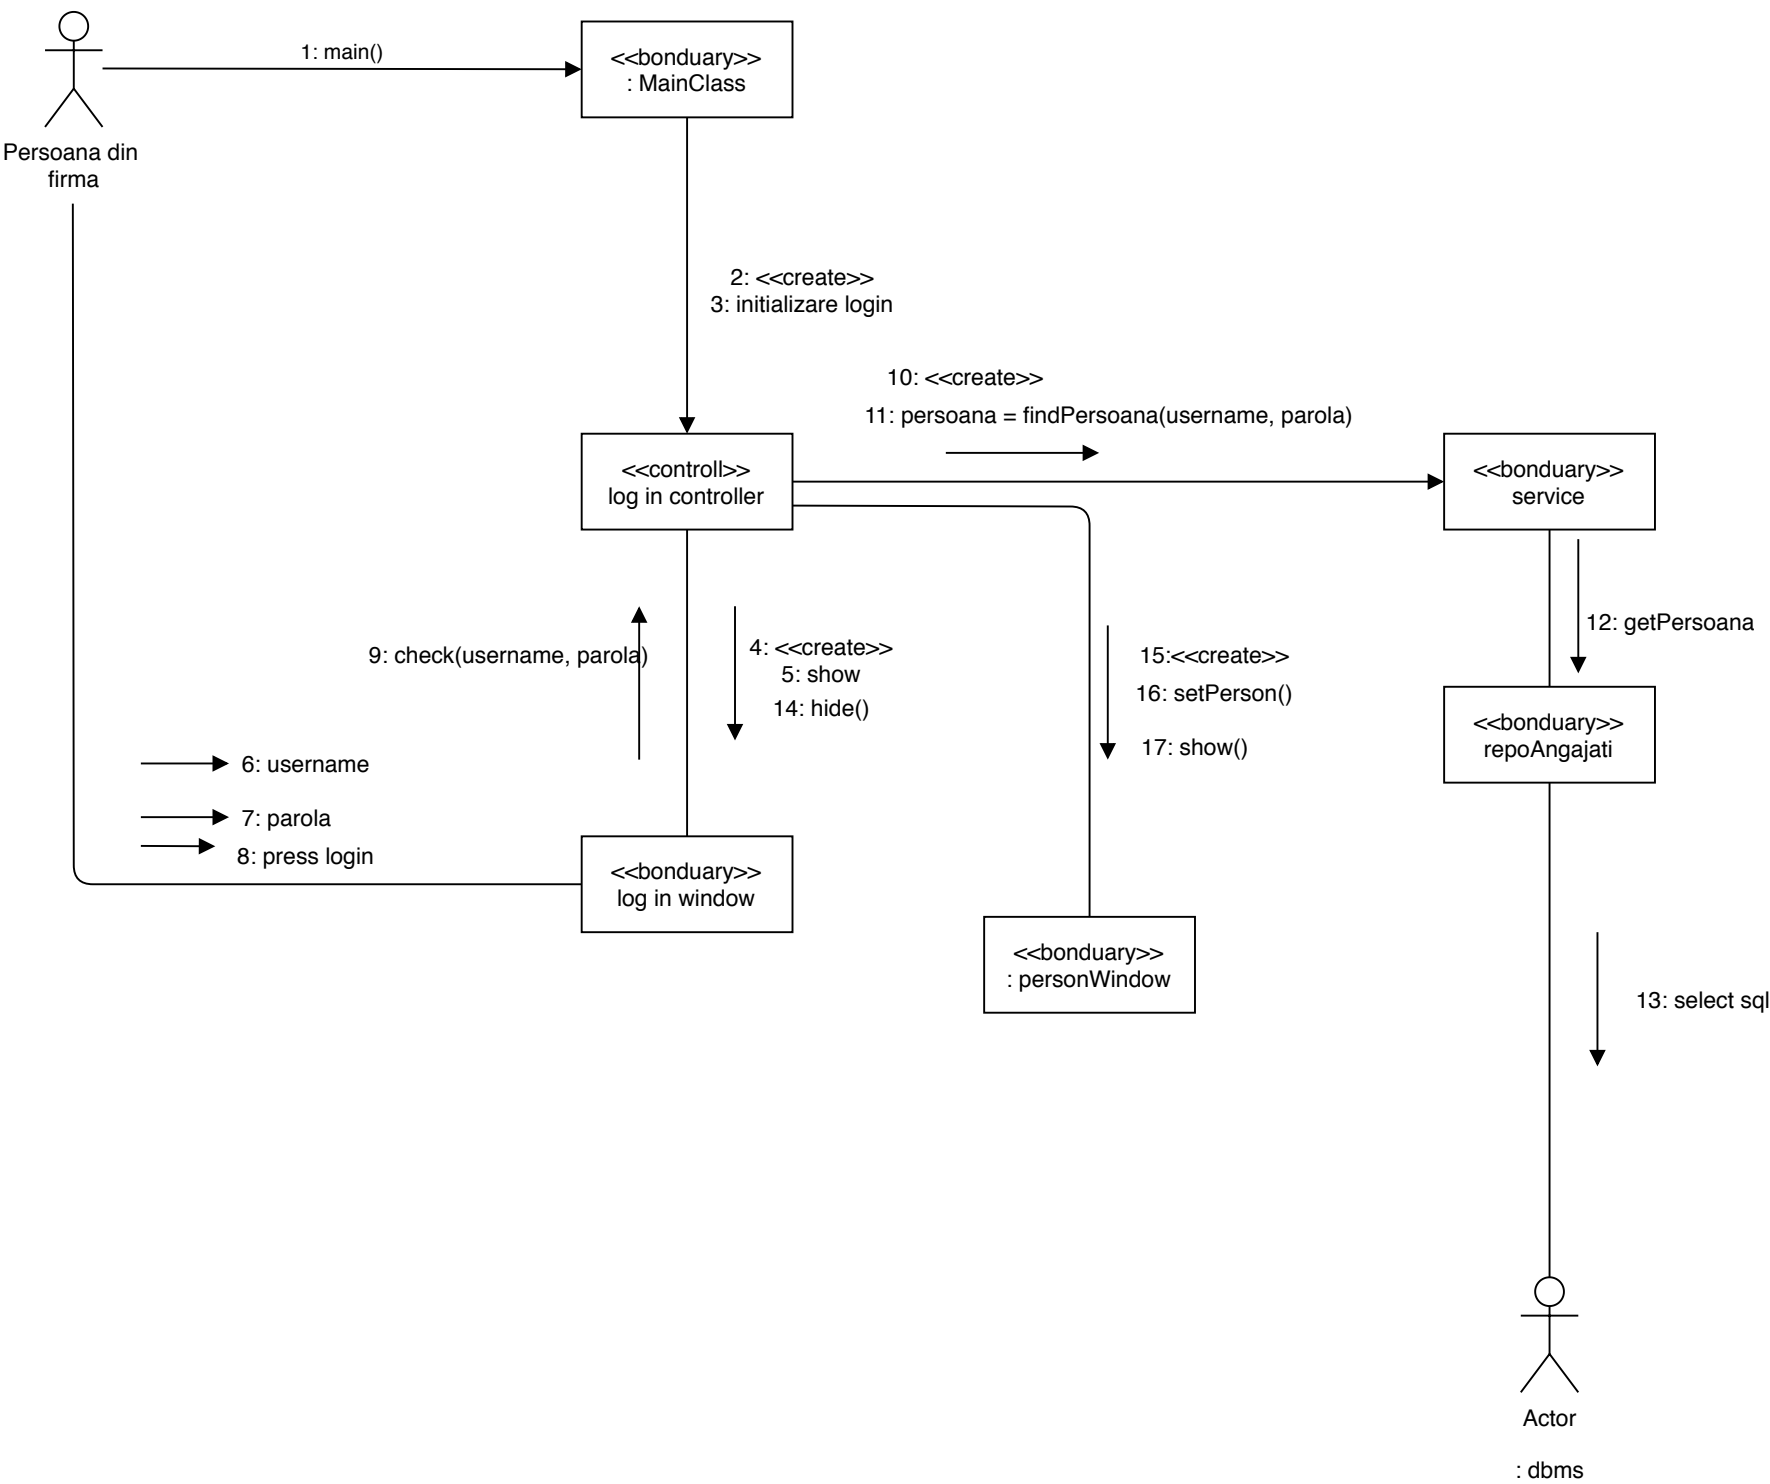 1: main()
<<bonduary>>
: MainClass
Persoana din
firma
2: <<create>>
3: initializare login
10: <<create>>
11: persoana = findPersoana(username, parola)
<<controll>>
log in controller
<<bonduary>>
service
9: check(username, parola)
4: <<create>>
5: show
14: hide()
15:<<create>>
16: setPerson()
17: show()
12: getPersoana
<<bonduary>>
repoAngajati
6: username
7: parola
8: press login
<<bonduary>>
log in window
<<bonduary>>
: personWindow
13: select sql
Actor
: dbms